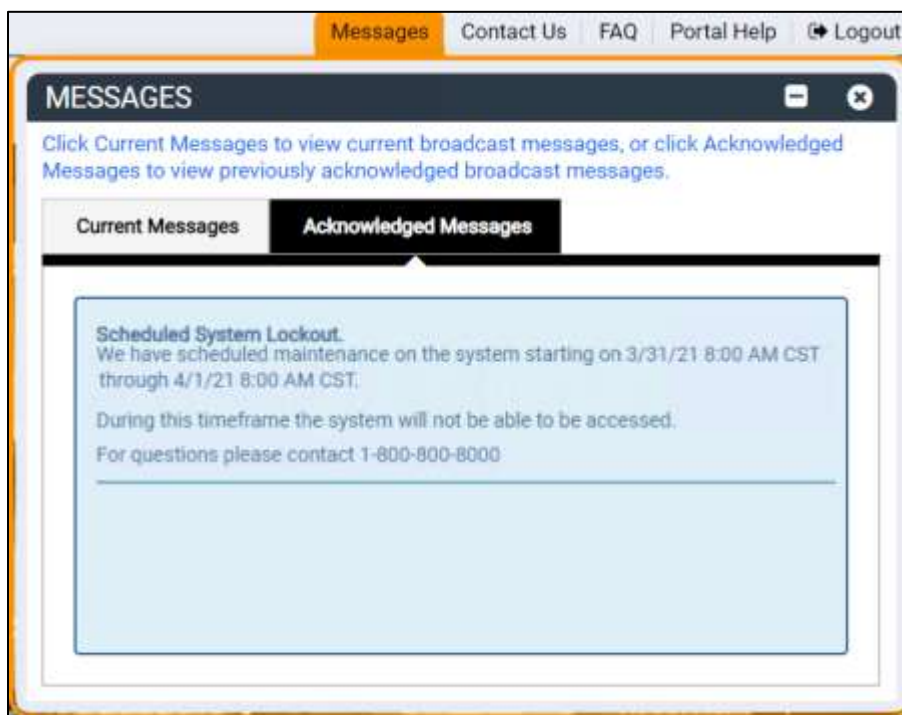 Messages Contact Us FAQ Portal Help Logout
MESSAGES
Click Current Messages to view current broadcast messages, or click Acknowledged
Messages to view previously acknowledged broadcast messages.
Current Messages Acknowledged Messages
Scheduled System Lockout.
We have scheduled maintenance on the system starting on 3/31/21 8:00 AM CST
through 4/1/21 8:00 AM CST.
During this timeframe the system will not be able to be accessed.
For questions please contact 1-800-800-8000